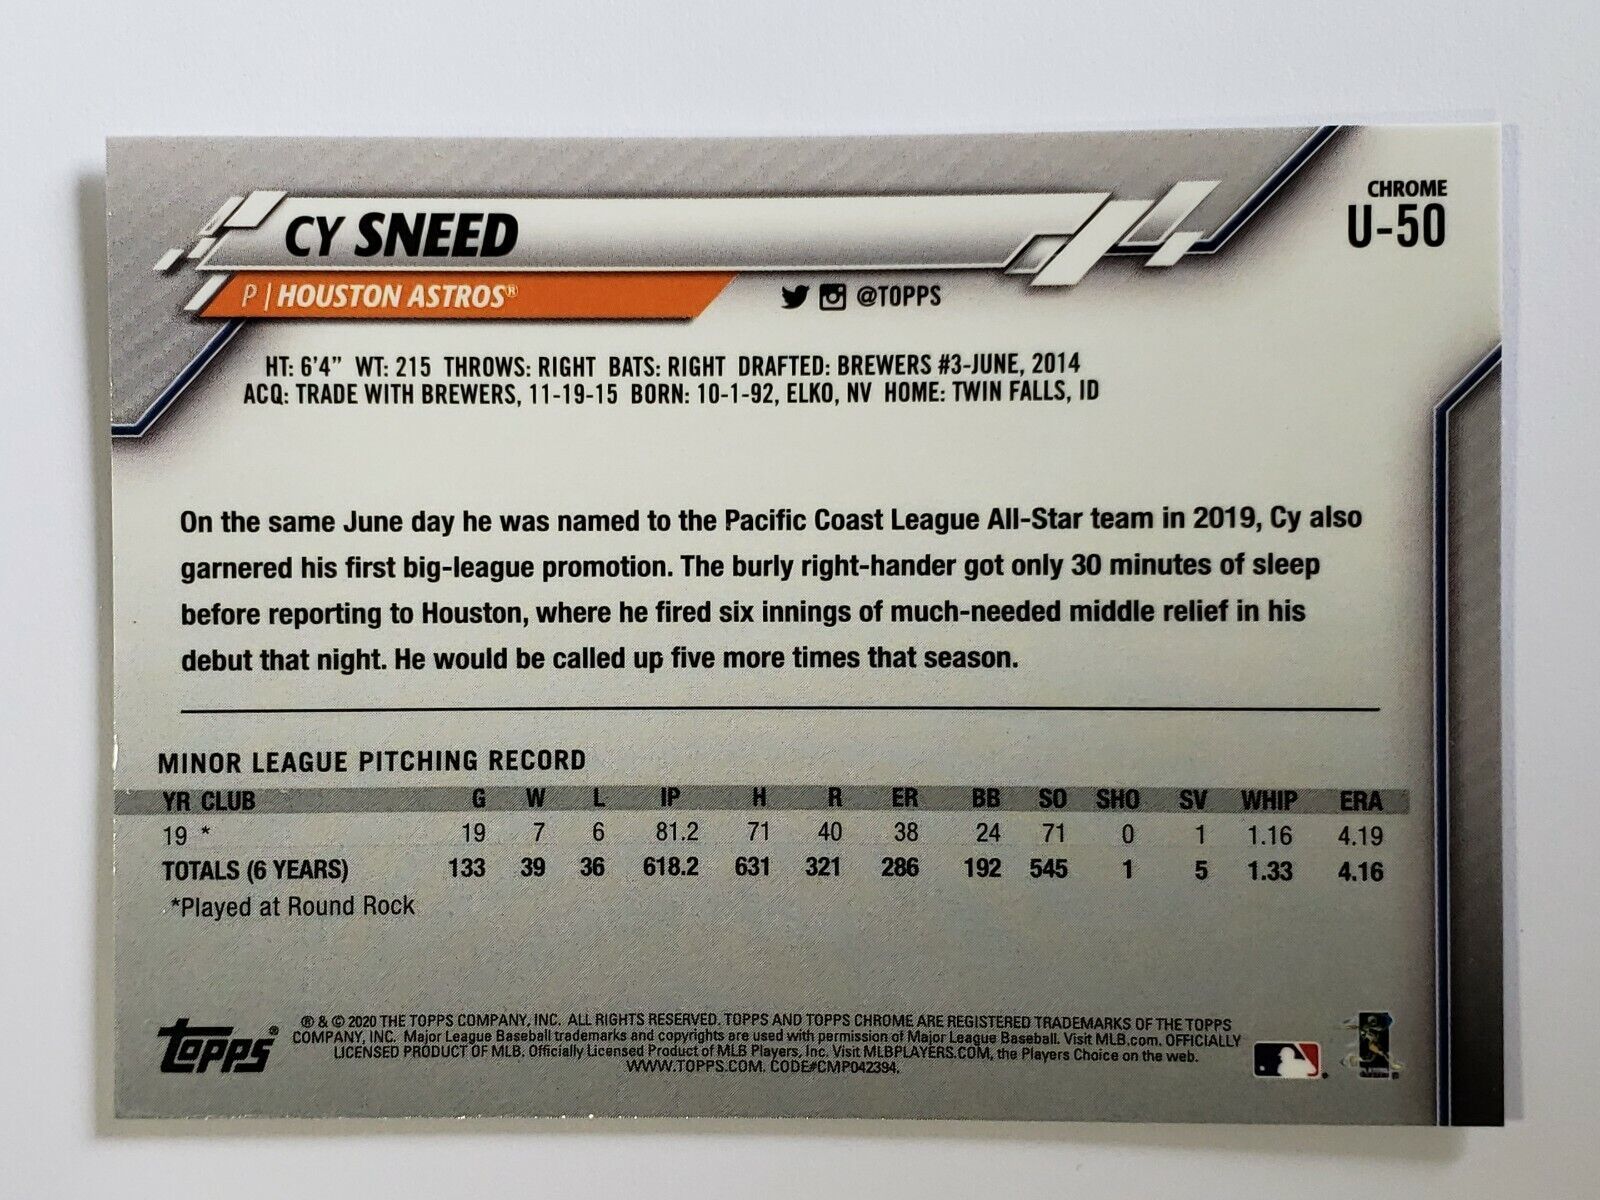 CHROME
U-50
CY SNEED
P | HOUSTON ASTROS®
@TOPPS
HT: 6'4" WT: 215 THROWS: RIGHT BATS: RIGHT DRAFTED: BREWERS #3-JUNE, 2014
ACQ: TRADE WITH BREWERS, 11-19-15 BORN: 10-1-92, ELKO, NV HOME: TWIN FALLS, ID
On the same June day he was named to the Pacific Coast League All-Star team in 2019, Cy also
garnered his first big-league promotion. The burly right-hander got only 30 minutes of sleep
before reporting to Houston, where he fired six innings of much-needed middle relief in his
debut that night. He would be called up five more times that season.
MINOR LEAGUE PITCHING RECORD
YR CLUB G W L IP H R ER BB SO SHO SV WHIP ERA
19 * 19 7 6 81.2 71 40 38 24 71 0 1 1.16 4.19
TOTALS (6 YEARS) 133 39 36 618.2 631 321 286 192 545 1 5 1.33 4.16
*Played at Round Rock
Topps®
® & © 2020 THE TOPPS COMPANY, INC. ALL RIGHTS RESERVED. TOPPS AND TOPPS CHROME ARE REGISTERED TRADEMARKS OF THE TOPPS
COMPANY, INC. Major League Baseball trademarks and copyrights are used with permission of Major League Baseball. Visit MLB.com. OFFICIALLY
LICENSED PRODUCT OF MLB. Officially Licensed Product of MLB Players, Inc. Visit MLBPLAYERS.COM, the Players Choice on the web.
WWW.TOPPS.COM. CODE#CMP042394.